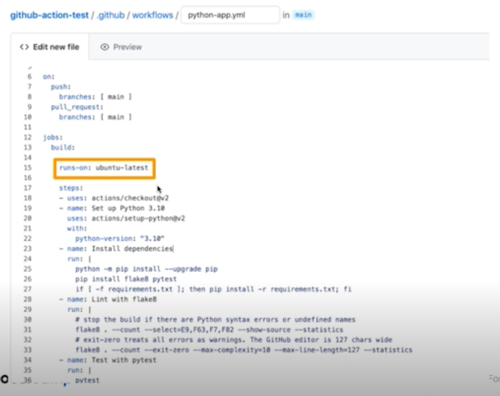 github-action-test / .github / workflows / python-app.yml in main
<> Edit new file Preview
6 on:
7 push:
8 branches: [ main ]
9 pull_request:
10 branches: [ main ]
11
12 jobs:
13 build:
14
15 runs-on: ubuntu-latest
16
17 steps:
18 - uses: actions/checkout@v2
19 - name: Set up Python 3.10
20 uses: actions/setup-python@v2
21 with:
22 python-version: "3.10"
23 - name: Install dependencies
24 run: |
25 python -m pip install --upgrade pip
26 pip install flake8 pytest
27 if [ -f requirements.txt ]; then pip install -r requirements.txt; fi
28 - name: Lint with flake8
29 run: |
30 # stop the build if there are Python syntax errors or undefined names
31 flake8 . --count --select=E9,F63,F7,F82 --show-source --statistics
32 # exit-zero treats all errors as warnings. The GitHub editor is 127 chars wide
33 flake8 . --count --exit-zero --max-complexity=10 --max-line-length=127 --statistics
34 - name: Test with pytest
35 run: |
36 pytest